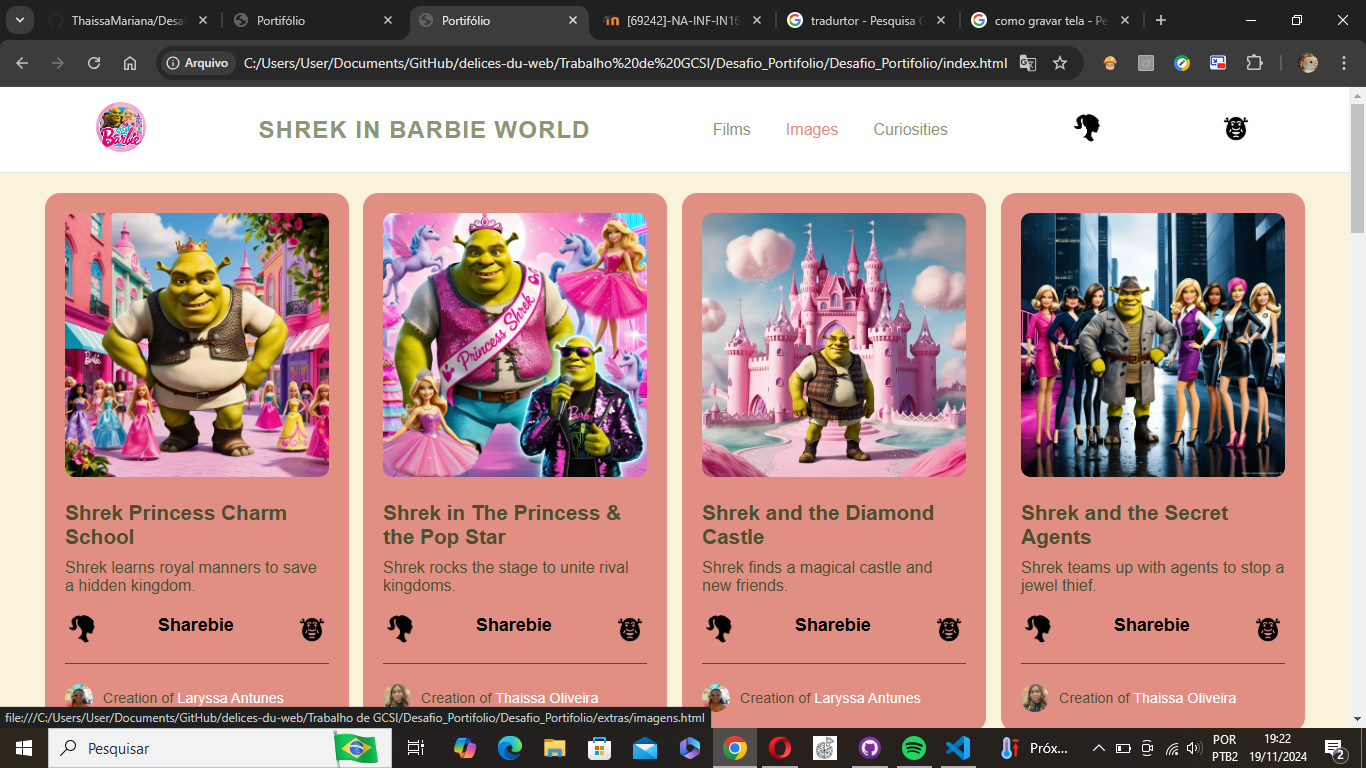 ThaissaMariana/Desaf
Portifólio
Portifólio
[69242]-NA-INF-IN16
tradurtor - Pesquisa G
como gravar tela - Pe
Arquivo
C:/Users/User/Documents/GitHub/delices-du-web/Trabalho%20de%20GCSI/Desafio_Portifolio/Desafio_Portifolio/index.html
Barbie
SHREK IN BARBIE WORLD
Films
Images
Curiosities
Barbie
Princess Shrek
Shrek Princess Charm
School
Shrek learns royal manners to save
a hidden kingdom.
Sharebie
Creation of Laryssa Antunes
Shrek in The Princess &
the Pop Star
Shrek rocks the stage to unite rival
kingdoms.
Sharebie
Creation of Thaissa Oliveira
Shrek and the Diamond
Castle
Shrek finds a magical castle and
new friends.
Sharebie
Creation of Laryssa Antunes
Shrek and the Secret
Agents
Shrek teams up with agents to stop a
jewel thief.
Sharebie
Creation of Thaissa Oliveira
file:///C:/Users/User/Documents/GitHub/delices-du-web/Trabalho de GCSI/Desafio_Portifolio/Desafio_Portifolio/extras/imagens.html
Pesquisar
Próx...
POR
PTB2
19:22
19/11/2024
2